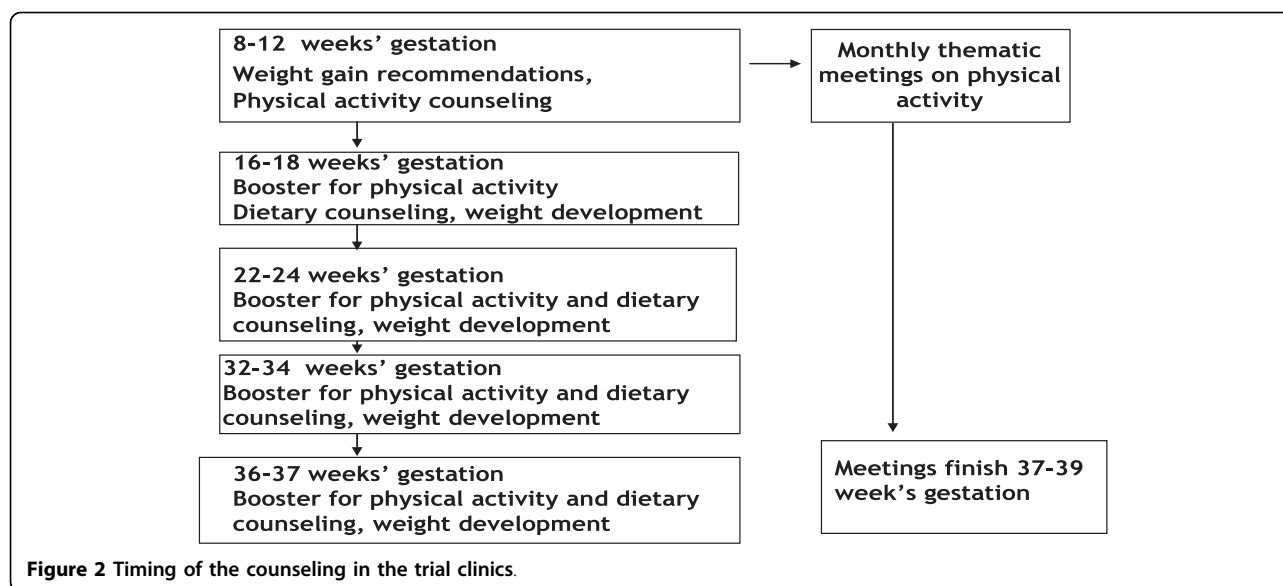 8-12 weeks’ gestation
Weight gain recommendations,
Physical activity counseling
Monthly thematic
meetings on physical
activity
16-18 weeks’ gestation
Booster for physical activity
Dietary counseling, weight development
22-24 weeks’ gestation
Booster for physical activity and dietary
counseling, weight development
32-34 weeks’ gestation
Booster for physical activity and dietary
counseling, weight development
36-37 weeks’ gestation
Booster for physical activity and dietary
counseling, weight development
Meetings finish 37-39
week’s gestation
Figure 2 Timing of the counseling in the trial clinics.